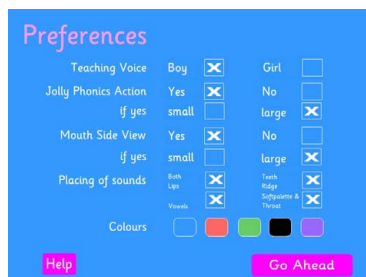 Preferences
Teaching Voice Boy Girl
Jolly Phonics Action Yes No
if yes small large
Mouth Side View Yes No
if yes small large
Placing of sounds Both Lips Teeth Ridge
Vowels Softpalette & Throat
Colours
Help Go Ahead